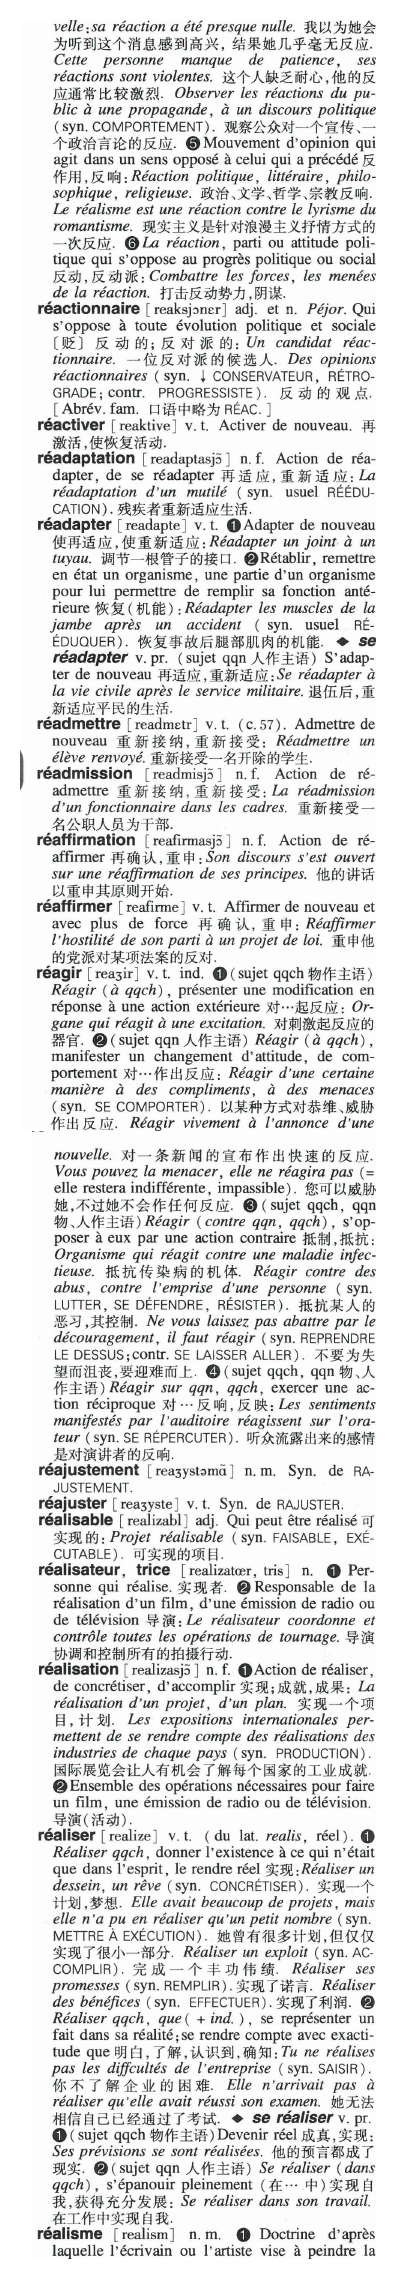 velle:sa réaction a été presque nulle. 我以为她会
为听到这个消息感到高兴, 结果她几乎毫无反应.
Cette personne manque de patience, ses
réactions sont violentes. 这个人缺乏耐心,他的反
应通常比较激烈. Observer les réactions du pu-
blic à une propagande, à un discours politique
(syn. COMPORTEMENT). 观察公众对一个宣传、一
个政治言论的反应. ❺Mouvement d'opinion qui
agit dans un sens opposé à celui qui a précédé 反
作用,反响:Réaction politique, littéraire, philo-
sophique, religieuse. 政治、文学、哲学、宗教反响.
Le réalisme est une réaction contre le lyrisme du
romantisme. 现实主义是针对浪漫主义抒情方式的
一次反应. ❻La réaction, parti ou attitude poli-
tique qui s'oppose au progrès politique ou social
反动,反动派:Combattre les forces, les menées
de la réaction. 打击反动势力,阴谋.
réactionnaire [reaksjɔnεr] adj. et n. Péjor. Qui
s'oppose à toute évolution politique et sociale
〔贬〕反动的;反对派的: Un candidat réac-
tionnaire. 一位反对派的候选人. Des opinions
réactionnaires (syn. ↓ CONSERVATEUR, RÉTRO-
GRADE; contr. PROGRESSISTE). 反动的观点.
[Abrév. fam. 口语中略为 RÉAC.]
réactiver [reaktive] v. t. Activer de nouveau. 再
激活,使恢复活动.
réadaptation [readaptasjɔ̃] n. f. Action de réa-
dapter, de se réadapter 再适应,重新适应:La
réadaptation d'un mutilé (syn. usuel RÉÉDU-
CATION). 残疾者重新适应生活.
réadapter [readapte] v. t. ❶Adapter de nouveau
使再适应,使重新适应:Réadapter un joint à un
tuyau. 调节一根管子的接口. ❷Rétablir, remettre
en état un organisme, une partie d'un organisme
pour lui permettre de remplir sa fonction anté-
rieure 恢复(机能):Réadapter les muscles de la
jambe après un accident (syn. usuel RÉ-
ÉDUQUER). 恢复事故后腿部肌肉的机能. ◆ se
réadapter v. pr. (sujet qqn 人作主语) S'adap-
ter de nouveau 再适应,重新适应:Se réadapter à
la vie civile après le service militaire. 退伍后,重
新适应平民的生活.
réadmettre [readmεtr] v. t. (c. 57). Admettre de
nouveau 重新接纳,重新接受: Réadmettre un
élève renvoyé. 重新接受一名开除的学生.
réadmission [readmisjɔ̃] n. f. Action de ré-
admettre 重新接纳,重新接受: La réadmission
d'un fonctionnaire dans les cadres. 重新接受一
名公职人员为干部.
réaffirmation [reafirmasjɔ̃] n. f. Action de ré-
affirmer 再确认,重申:Son discours s'est ouvert
sur une réaffirmation de ses principes. 他的讲话
以重申其原则开始.
réaffirmer [reafirme] v. t. Affirmer de nouveau et
avec plus de force 再确认,重申: Réaffirmer
l'hostilité de son parti à un projet de loi. 重申他
的党派对某项法案的反对.
réagir [reaʒir] v. t. ind. ❶(sujet qqch 物作主语)
Réagir (à qqch), présenter une modification en
réponse à une action extérieure 对…起反应: Or-
gane qui réagit à une excitation. 对刺激起反应的
器官. ❷(sujet qqn 人作主语) Réagir (à qqch),
manifester un changement d'attitude, de com-
portement 对…作出反应: Réagir d'une certaine
manière à des compliments, à des menaces
(syn. SE COMPORTER). 以某种方式对恭维、威胁
作出反应. Réagir vivement à l'annonce d'une
nouvelle. 对一条新闻的宣布作出快速的反应.
Vous pouvez la menacer, elle ne réagira pas (=
elle restera indifférente, impassible). 您可以威胁
她,不过她不会作任何反应. ❸(sujet qqch, qqn
物、人作主语) Réagir (contre qqn, qqch), s'op-
poser à eux par une action contraire 抵制,抵抗:
Organisme qui réagit contre une maladie infec-
tieuse. 抵抗传染病的机体. Réagir contre des
abus, contre l'emprise d'une personne (syn.
LUTTER, SE DÉFENDRE, RÉSISTER). 抵抗某人的
恶习,其控制. Ne vous laissez pas abattre par le
découragement, il faut réagir (syn. REPRENDRE
LE DESSUS;contr. SE LAISSER ALLER). 不要为失
望而沮丧,要迎难而上. ❹(sujet qqch, qqn 物、人
作主语) Réagir sur qqn, qqch, exercer une ac-
tion réciproque 对…反响,反映: Les sentiments
manifestés par l'auditoire réagissent sur l'ora-
teur (syn. SE RÉPERCUTER). 听众流露出来的感情
是对演讲者的反响.
réajustement [reaʒystəmɑ̃] n. m. Syn. de RA-
JUSTEMENT.
réajuster [reaʒyste] v. t. Syn. de RAJUSTER.
réalisable [realizabl] adj. Qui peut être réalisé 可
实现的: Projet réalisable (syn. FAISABLE, EXÉ-
CUTABLE). 可实现的项目.
réalisateur, trice [realizatœr, tris] n. ❶ Per-
sonne qui réalise. 实现者. ❷Responsable de la
réalisation d'un film, d'une émission de radio ou
de télévision 导演:Le réalisateur coordonne et
contrôle toutes les opérations de tournage. 导演
协调和控制所有的拍摄行动.
réalisation [realizasjɔ̃] n. f. ❶Action de réaliser,
de concrétiser, d'accomplir 实现;成就,成果: La
réalisation d'un projet, d'un plan. 实现一个项
目,计划. Les expositions internationales per-
mettent de se rendre compte des réalisations des
industries de chaque pays (syn. PRODUCTION).
国际展览会让人有机会了解每个国家的工业成就.
❷Ensemble des opérations nécessaires pour faire
un film, une émission de radio ou de télévision.
导演(活动).
réaliser [realize] v. t. (du lat. realis, réel). ❶
Réaliser qqch, donner l'existence à ce qui n'était
que dans l'esprit, le rendre réel 实现:Réaliser un
dessein, un rêve (syn. CONCRÉTISER). 实现一个
计划,梦想. Elle avait beaucoup de projets, mais
elle n'a pu en réaliser qu'un petit nombre (syn.
METTRE À EXÉCUTION). 她曾有很多计划,但仅仅
实现了很小一部分. Réaliser un exploit (syn. AC-
COMPLIR). 完成一个丰功伟绩. Réaliser ses
promesses (syn. REMPLIR). 实现了诺言. Réaliser
des bénéfices (syn. EFFECTUER). 实现了利润. ❷
Réaliser qqch, que (+ ind.), se représenter un
fait dans sa réalité;se rendre compte avec exacti-
tude que 明白,了解,认识到,确知:Tu ne réalises
pas les diffcultés de l'entreprise (syn. SAISIR).
你不了解企业的困难. Elle n'arrivait pas à
réaliser qu'elle avait réussi son examen. 她无法
相信自己已经通过了考试. ◆ se réaliser v. pr.
❶(sujet qqch 物作主语)Devenir réel 成真,实现:
Ses prévisions se sont réalisées. 他的预言都成了
现实. ❷(sujet qqn 人作主语) Se réaliser (dans
qqch), s'épanouir pleinement (在…中)实现自
我,获得充分发展: Se réaliser dans son travail.
在工作中实现自我.
réalisme [realism] n. m. ❶ Doctrine d'après
laquelle l'écrivain ou l'artiste vise à peindre la